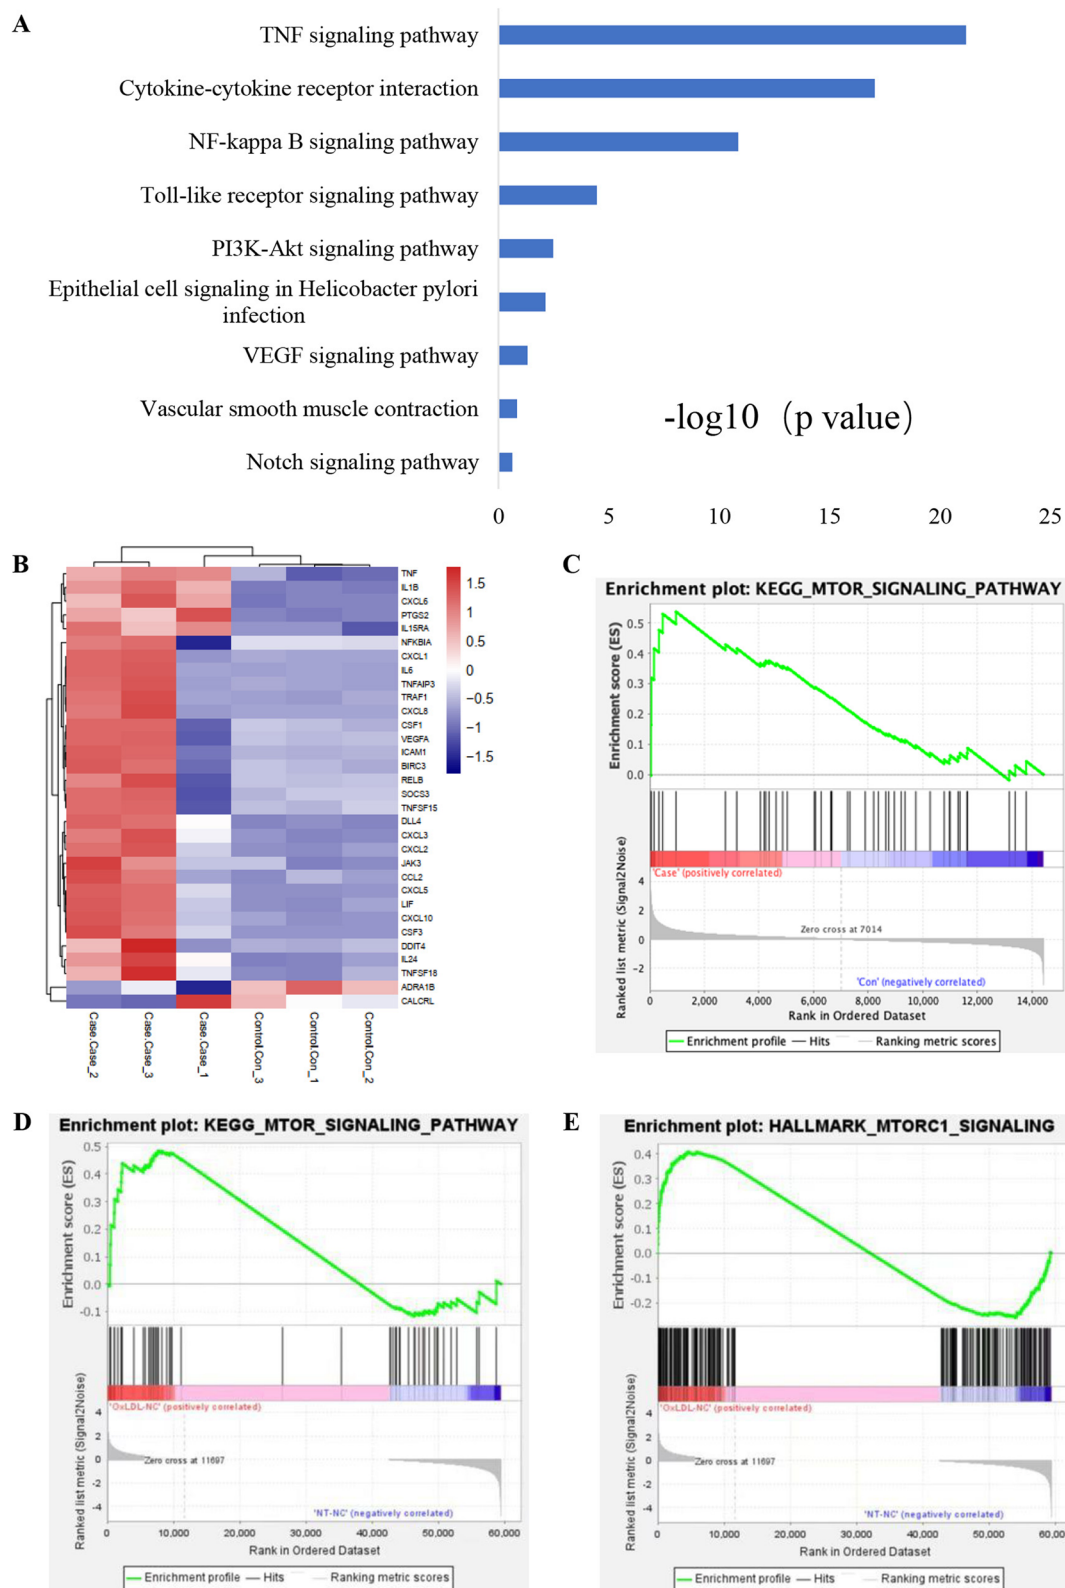 A
TNF signaling pathway
Cytokine-cytokine receptor interaction
NF-kappa B signaling pathway
Toll-like receptor signaling pathway
PI3K-Akt signaling pathway
Epithelial cell signaling in Helicobacter pylori
infection
VEGF signaling pathway
Vascular smooth muscle contraction
Notch signaling pathway
-log10 (p value)
0 5 10 15 20 25
B
TNF
IL1B
CXCL6
PTGS2
IL15RA
NFKBIA
CXCL1
IL6
TNFAIP3
TRAF1
CXCL8
CSF1
VEGFA
ICAM1
BIRC3
RELB
SOCS3
TNFSF15
DLL4
CXCL3
CXCL2
JAK3
CCL2
CXCL5
LIF
CXCL10
CSF3
DDIT4
IL24
TNFSF18
ADRA1B
CALCRL
1.5
1
0.5
0
−0.5
−1
−1.5
Case.Case_2
Case.Case_3
Case.Case_1
Control.Con_3
Control.Con_1
Control.Con_2
C
Enrichment plot: KEGG_MTOR_SIGNALING_PATHWAY
Enrichment score (ES)
0.5
0.4
0.3
0.2
0.1
0.0
'Case' (positively correlated)
Ranked list metric (Signal2Noise)
4
2
0
-2
Zero cross at 7014
'Con' (negatively correlated)
0 2,000 4,000 6,000 8,000 10,000 12,000 14,000
Rank in Ordered Dataset
Enrichment profile Hits Ranking metric scores
D
Enrichment plot: KEGG_MTOR_SIGNALING_PATHWAY
Enrichment score (ES)
0.5
0.4
0.3
0.2
0.1
0.0
-0.1
'OxLDL-NC' (positively correlated)
Ranked list metric (Signal2Noise)
4
2
0
-2
-4
Zero cross at 11697
'NT-NC' (negatively correlated)
0 10,000 20,000 30,000 40,000 50,000 60,000
Rank in Ordered Dataset
Enrichment profile Hits Ranking metric scores
E
Enrichment plot: HALLMARK_MTORC1_SIGNALING
Enrichment score (ES)
0.4
0.3
0.2
0.1
0.0
-0.1
-0.2
'OxLDL-NC' (positively correlated)
Ranked list metric (Signal2Noise)
4
2
0
-2
-4
Zero cross at 11697
'NT-NC' (negatively correlated)
0 10,000 20,000 30,000 40,000 50,000 60,000
Rank in Ordered Dataset
Enrichment profile Hits Ranking metric scores